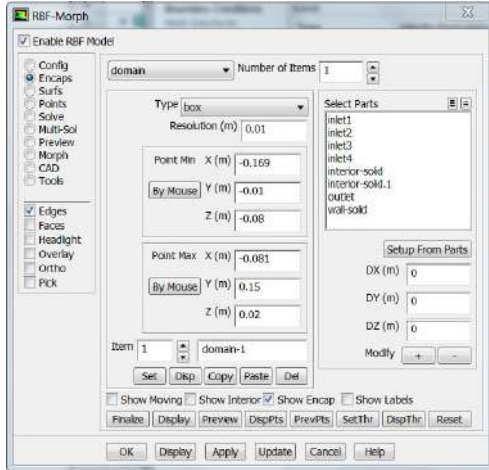 RBF-Morph
Enable RBF Model
Config
Encaps
Surfs
Points
Solve
Multi-Sol
Preview
Morph
CAD
Tools
Edges
Faces
Headlight
Overlay
Ortho
Pick
domain Number of Items 1
Type box
Resolution (m) 0.01
Point Min X (m) -0.169
By Mouse Y (m) -0.01
Z (m) -0.08
Point Max X (m) -0.081
By Mouse Y (m) 0.15
Z (m) 0.02
Item 1 domain-1
Set Disp Copy Paste Del
Select Parts
inlet1
inlet2
inlet3
inlet4
interior-solid
interior-solid.1
outlet
wall-solid
Setup From Parts
DX (m) 0
DY (m) 0
DZ (m) 0
Modify + -
Show Moving Show Interior Show Encap Show Labels
Finalize Display Preview DispPts PrevPts SetThr DispThr Reset
OK Display Apply Update Cancel Help